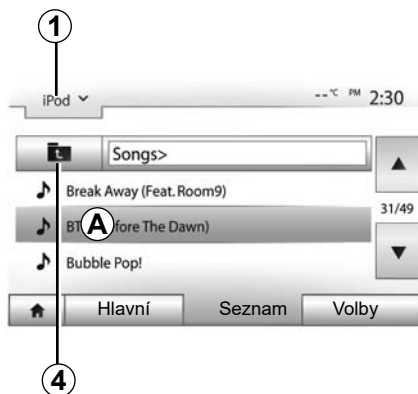 1
iPod --°C PM 2:30
Songs>
Break Away (Feat. Room9)
31/49
BT A fore The Dawn)
Bubble Pop!
Hlavní Seznam Volby
4